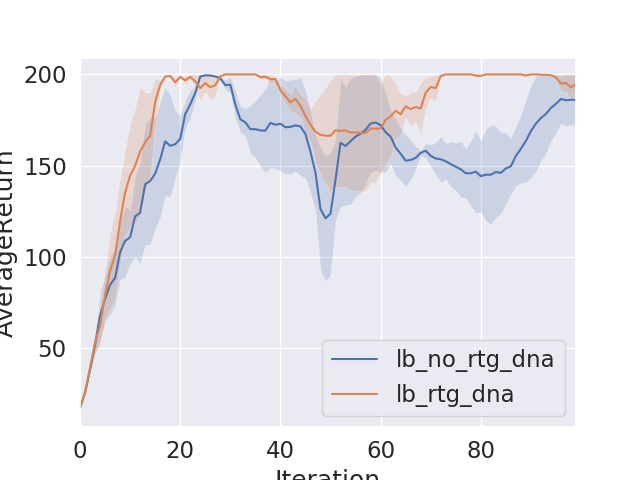 200
150
100
50
AverageReturn
lb_no_rtg_dna
lb_rtg_dna
0 20 40 60 80
Iteration